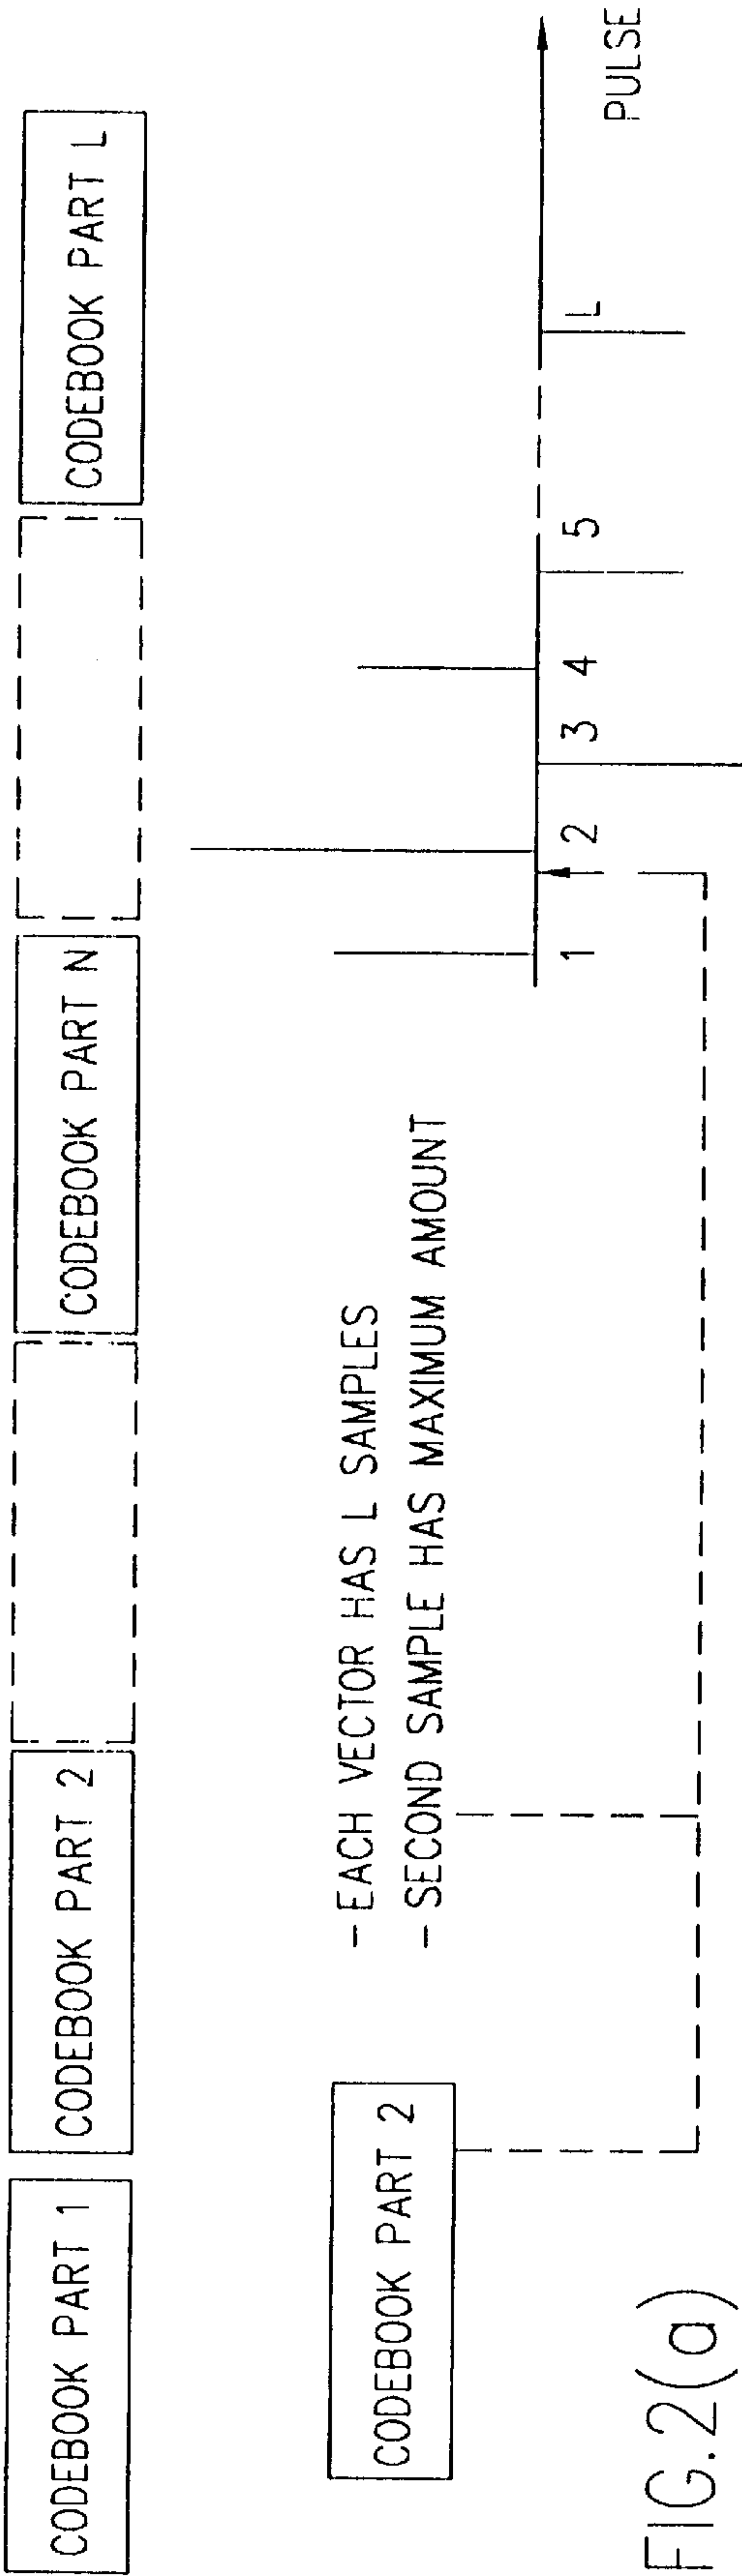 CODEBOOK PART 1
CODEBOOK PART 2
CODEBOOK PART N
CODEBOOK PART L
CODEBOOK PART 2
- EACH VECTOR HAS L SAMPLES
- SECOND SAMPLE HAS MAXIMUM AMOUNT
1 2 3 4 5 L
PULSE
FIG.2(a)